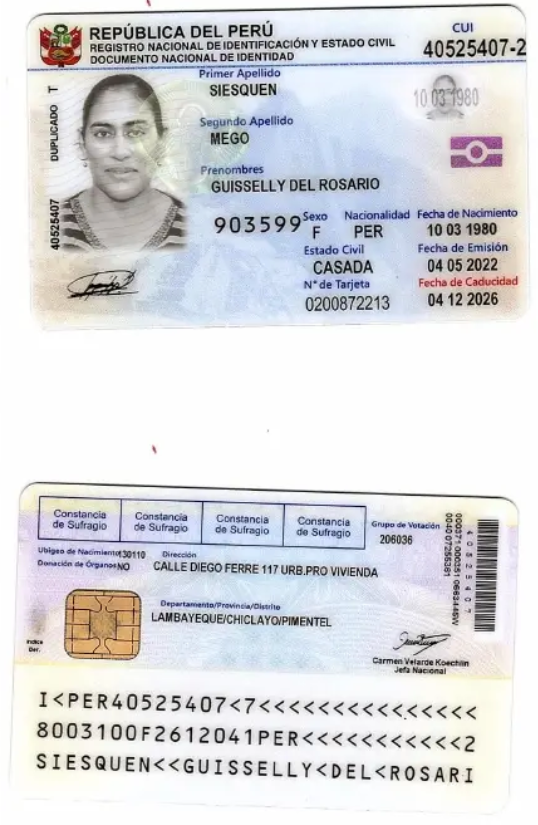 REPÚBLICA DEL PERÚ
REGISTRO NACIONAL DE IDENTIFICACIÓN Y ESTADO CIVIL
DOCUMENTO NACIONAL DE IDENTIDAD
CUI
40525407-2
Primer Apellido
SIESQUEN
Segundo Apellido
MEGO
Prenombres
GUISSELLY DEL ROSARIO
10 03 1980
DUPLICADO T
40525407
903599
Sexo Nacionalidad Fecha de Nacimiento
F PER 10 03 1980
Estado Civil Fecha de Emisión
CASADA 04 05 2022
N° de Tarjeta Fecha de Caducidad
0200872213 04 12 2026
Constancia de Sufragio
Constancia de Sufragio
Constancia de Sufragio
Constancia de Sufragio
Grupo de Votación
206036
Ubigeo de Nacimiento 130110 Dirección
Donación de Órganos NO CALLE DIEGO FERRE 117 URB.PRO VIVIENDA
Departamento/Provincia/Distrito
LAMBAYEQUE/CHICLAYO/PIMENTEL
Indice
Der.
40525407
Carmen Velarde Koechlin
Jefa Nacional
I<PER40525407<7<<<<<<<<<<<<<<<
8003100F2612041PER<<<<<<<<<<<2
SIESQUEN<<GUISSELLY<DEL<ROSARI